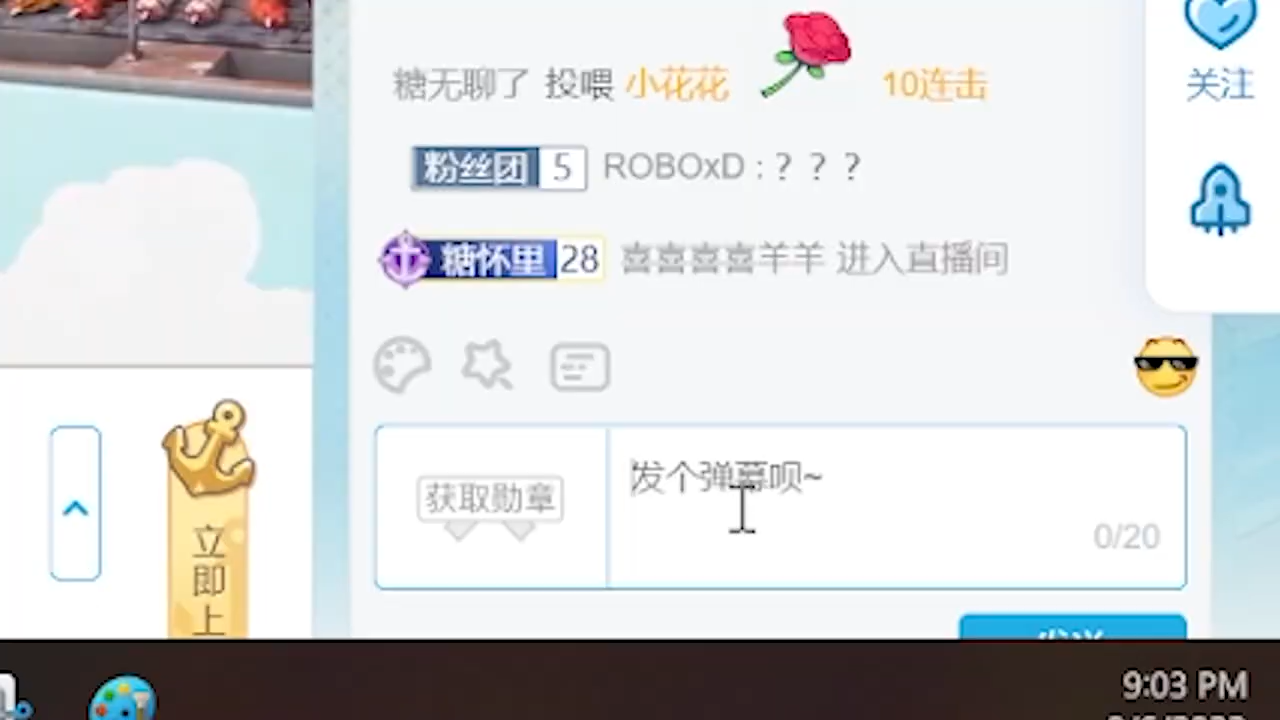 糖无聊了 投喂 小花花 10连击
关注
粉丝团 5 ROBOxD : ? ? ?
糖怀里 28 喜喜喜喜羊羊 进入直播间
获取勋章
发个弹幕呗~
0/20
立即上
发送
9:03 PM